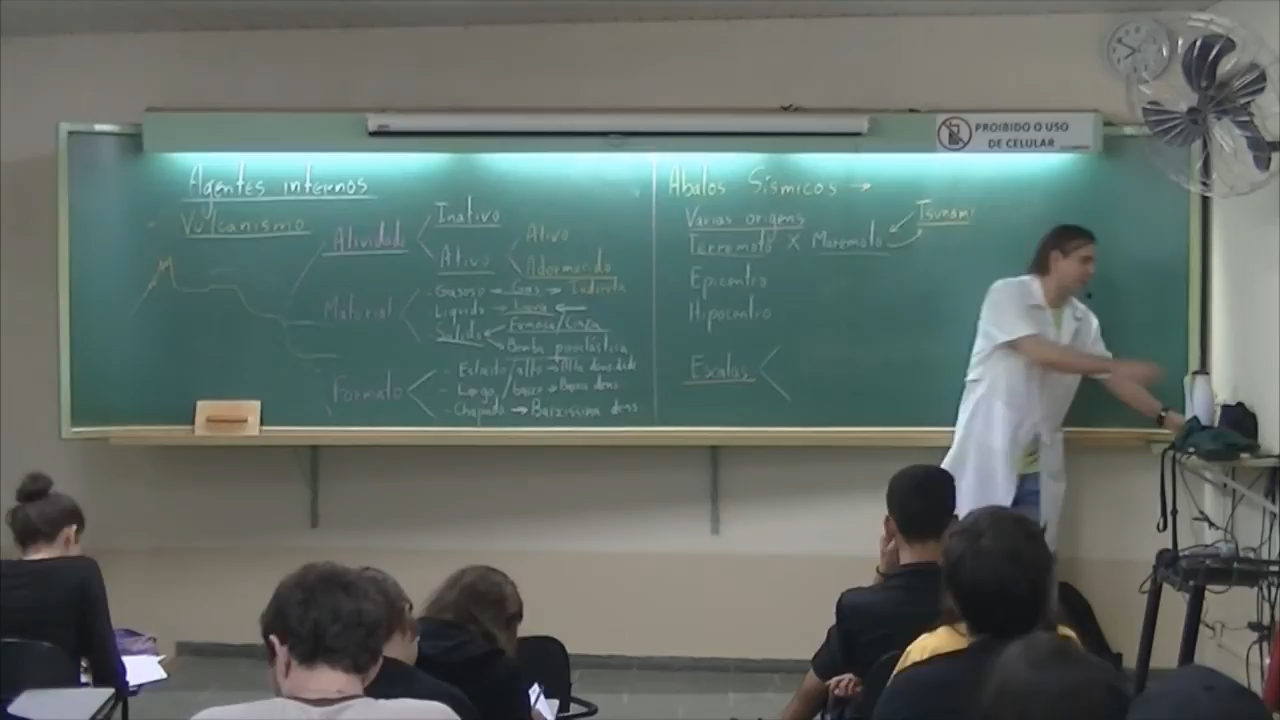 PROIBIDO O USO
DE CELULAR
Agentes internos
Vulcanismo
Atividade
Inativo
Ativo
Ativo
Adormecido
Material
- Gasoso → Gás →
- Líquido → Lava
- Sólido
Fumaça/Cinza
Bomba piroclástica
Formato
- Estreito/alto → Alta densidade
- Largo/baixo → Baixa dens
- Chapado → Baixíssima dens
Abalos Sísmicos →
Várias origens
Terremoto X Maremoto
Tsunami
Epicentro
Hipocentro
Escalas